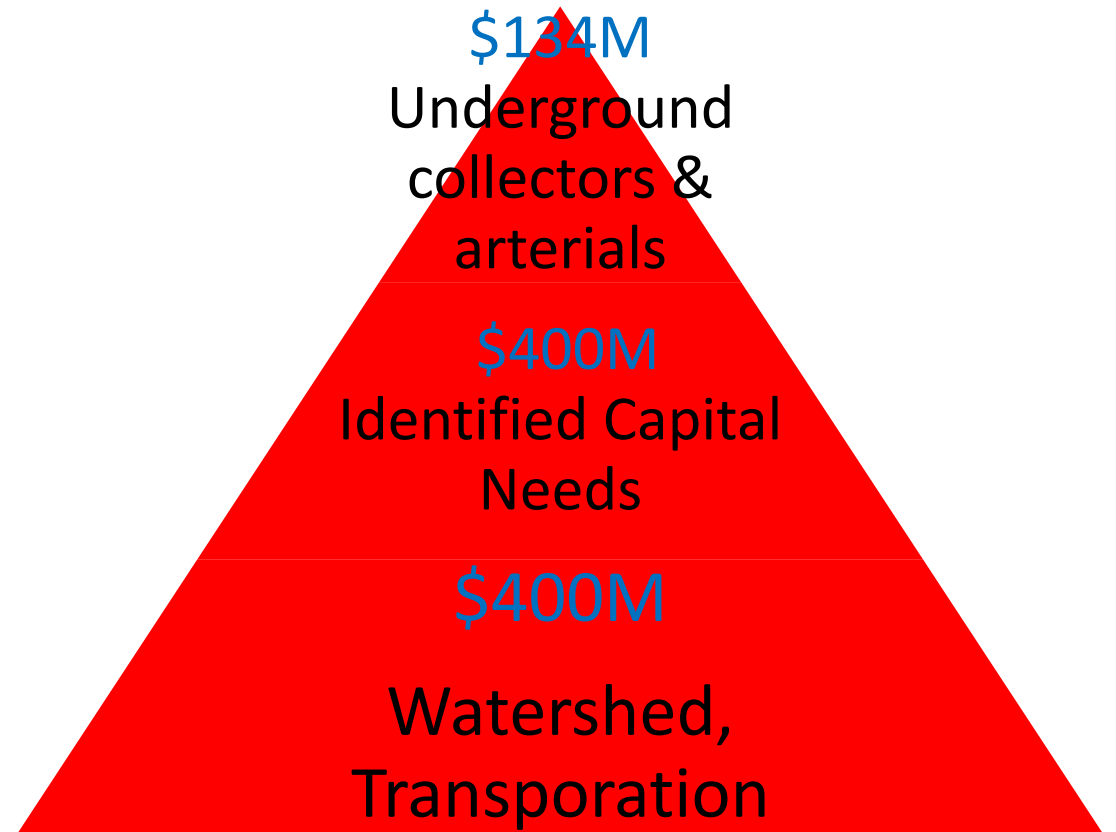 $134M
Underground
collectors &
arterials
$400M
Identified Capital
Needs
$400M
Watershed,
Transporation